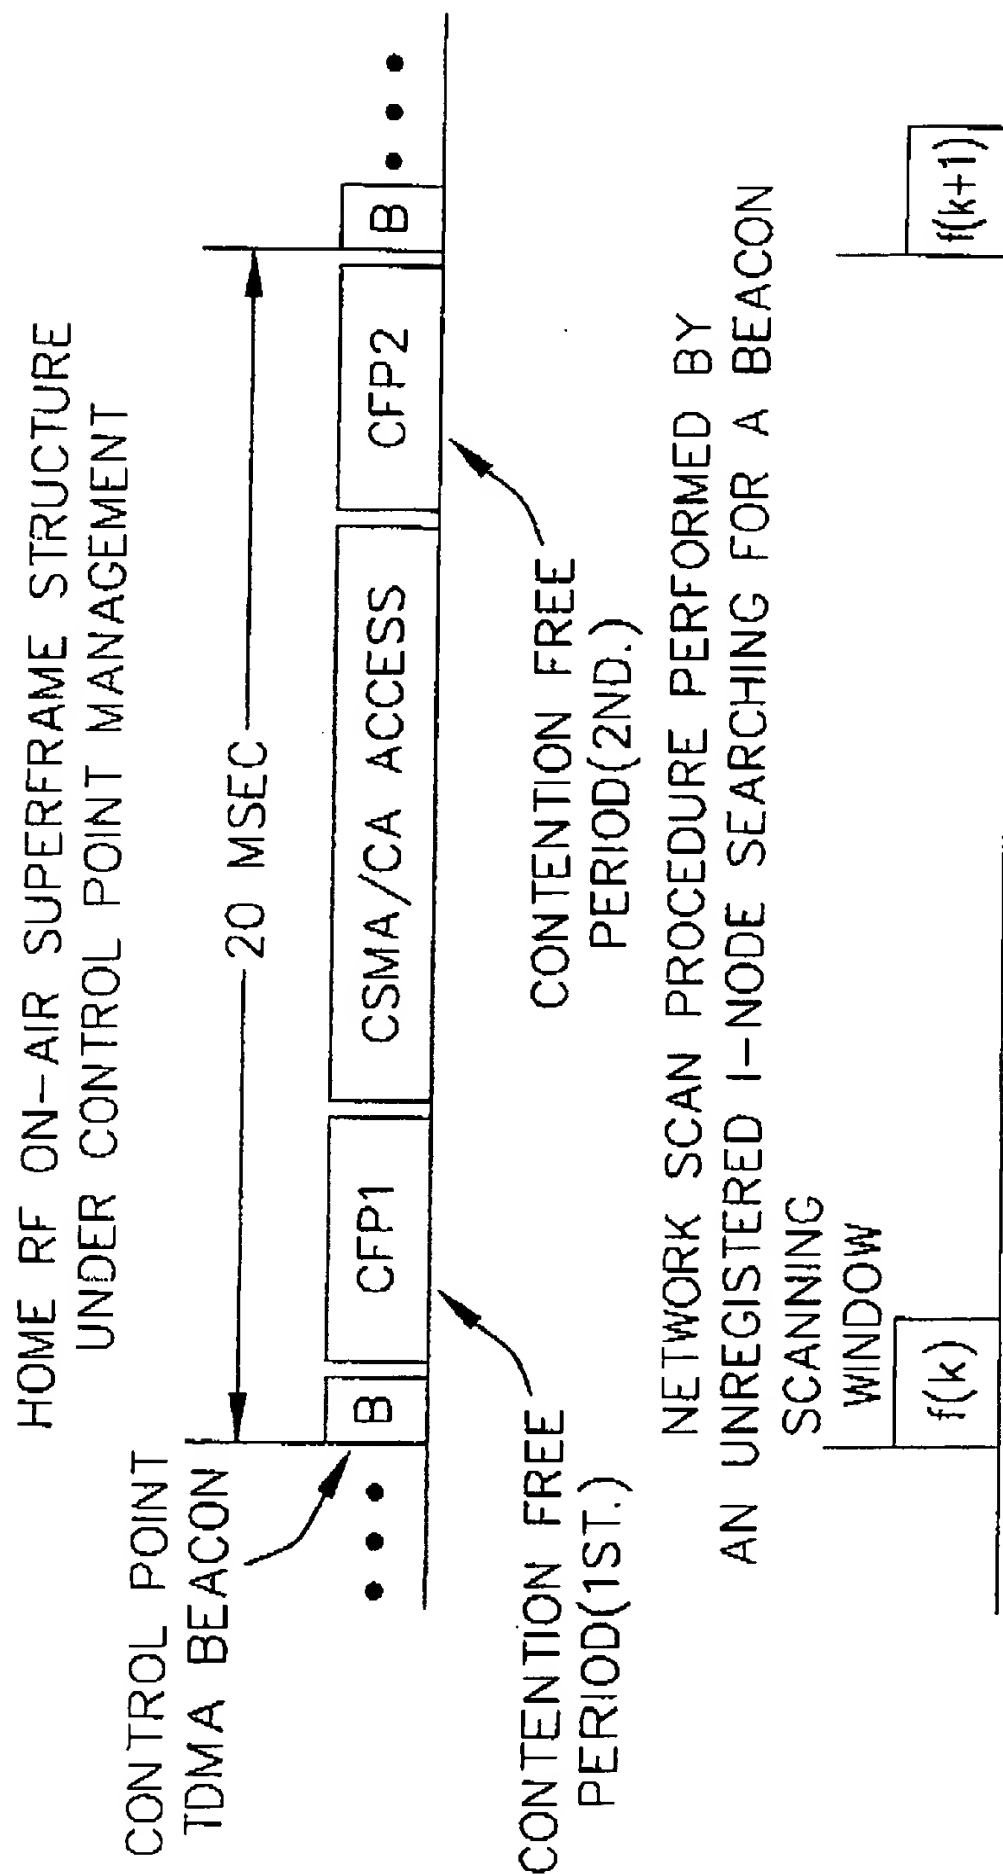 HOME RF ON-AIR SUPERFRAME STRUCTURE
UNDER CONTROL POINT MANAGEMENT
CONTROL POINT
TDMA BEACON
20 MSEC
B
CFP1
CSMA/CA ACCESS
CFP2
B
CONTENTION FREE
PERIOD(1ST.)
CONTENTION FREE
PERIOD(2ND.)
NETWORK SCAN PROCEDURE PERFORMED BY
AN UNREGISTERED I-NODE SEARCHING FOR A BEACON
SCANNING
WINDOW
f(k)
f(k+1)